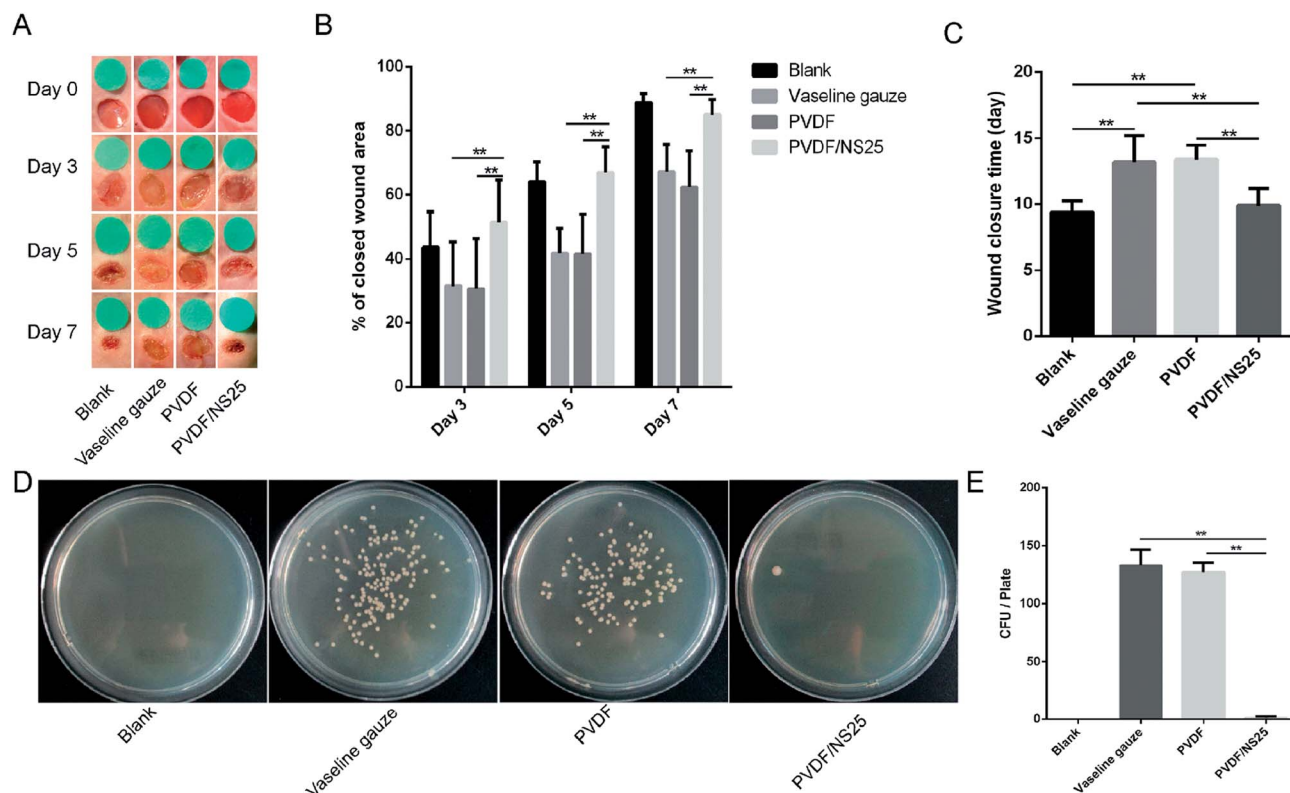 A
Day 0
Day 3
Day 5
Day 7
Blank
Vaseline gauze
PVDF
PVDF/NS25
B
% of closed wound area
100
80
60
40
20
0
**
**
**
**
**
**
Day 3
Day 5
Day 7
Blank
Vaseline gauze
PVDF
PVDF/NS25
C
Wound closure time (day)
20
15
10
5
0
**
**
**
**
Blank
Vaseline gauze
PVDF
PVDF/NS25
D
Blank
Vaseline gauze
PVDF
PVDF/NS25
E
CFU / Plate
200
150
100
50
0
**
**
Blank
Vaseline gauze
PVDF
PVDF/NS25